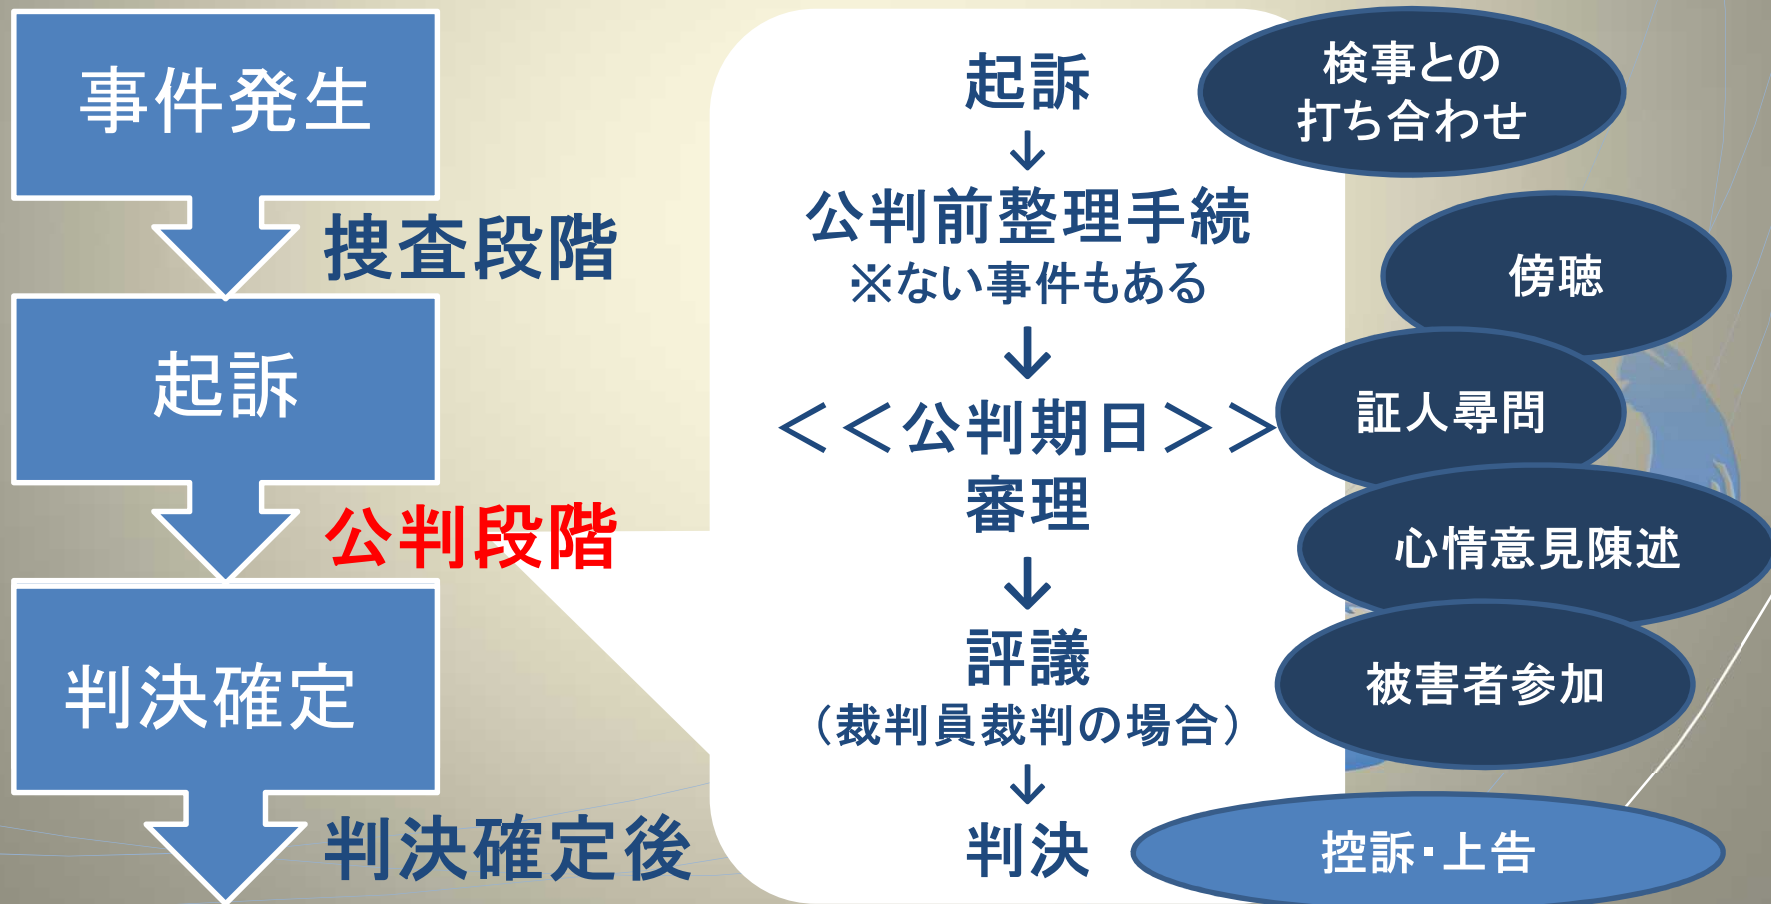 事件発生
捜査段階
起訴
公判段階
判決確定
判決確定後
起訴
↓
公判前整理手続
※ない事件もある
↓
＜＜公判期日＞＞
審理
↓
評議
（裁判員裁判の場合）
↓
判決
検事との
打ち合わせ
傍聴
証人尋問
心情意見陳述
被害者参加
控訴・上告